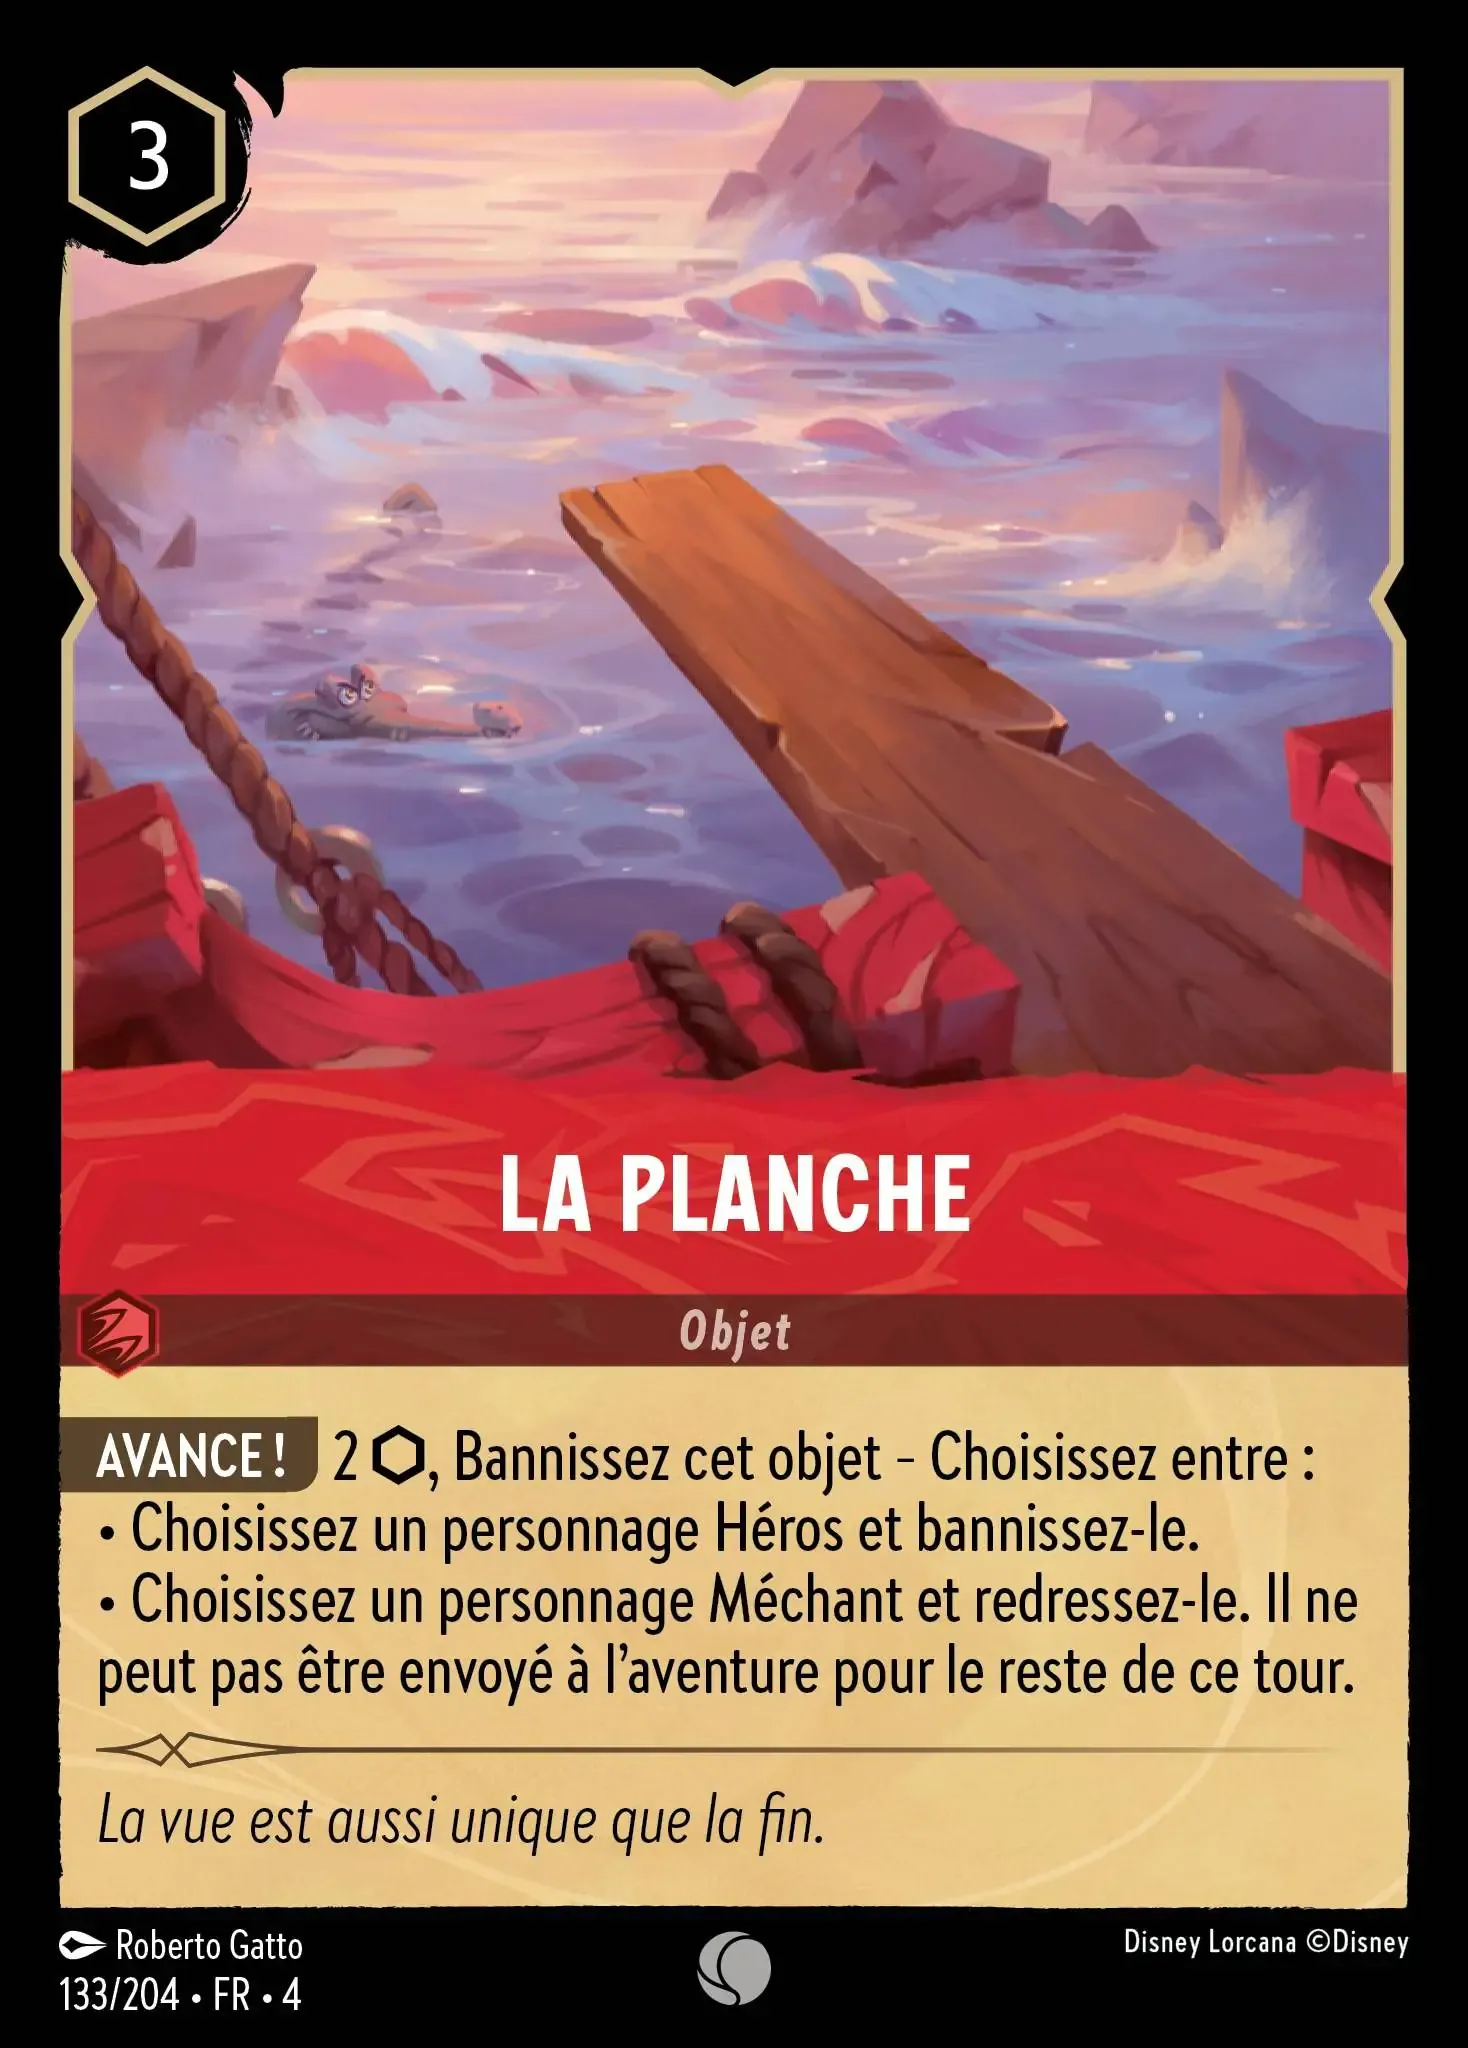 3
LA PLANCHE
Objet
AVANCE ! 2 ⬡, Bannissez cet objet – Choisissez entre :
• Choisissez un personnage Héros et bannissez-le.
• Choisissez un personnage Méchant et redressez-le. Il ne
peut pas être envoyé à l’aventure pour le reste de ce tour.
La vue est aussi unique que la fin.
Roberto Gatto
Disney Lorcana ©Disney
133/204 • FR • 4